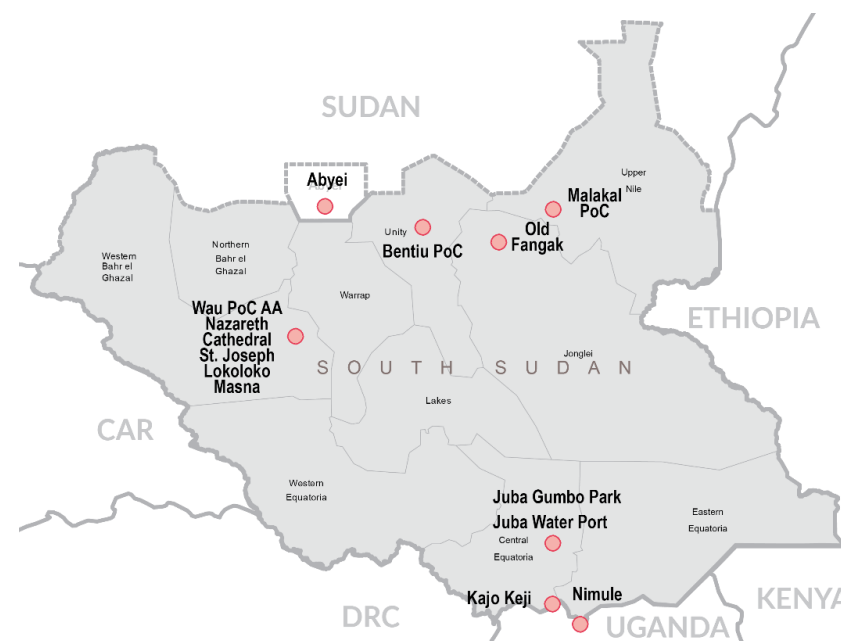 SUDAN
Abyei
Upper
Nile
Malakal
PoC
Old
Fangak
Unity
Bentiu PoC
Northern
Bahr el
Ghazal
Western
Bahr el
Ghazal
Warrap
Wau PoC AA
Nazareth
Cathedral
St. Joseph
Lokoloko
Masna
ETHIOPIA
Jonglei
SOUTH SUDAN
Lakes
CAR
Western
Equatoria
Juba Gumbo Park
Juba Water Port
Central
Equatoria
Eastern
Equatoria
Kajo Keji
Nimule
KENYA
DRC
UGANDA